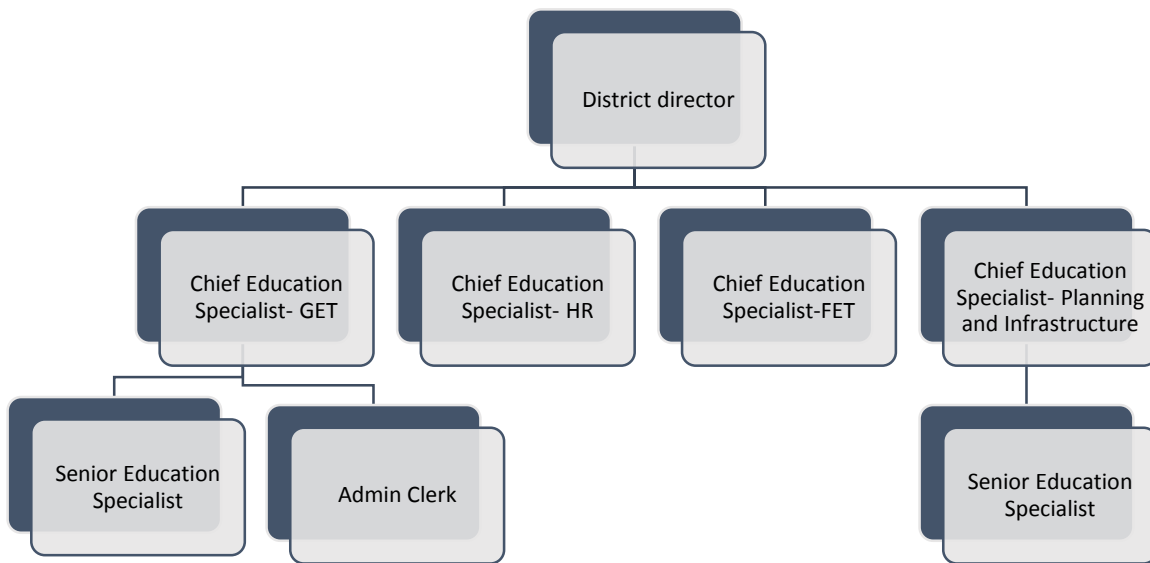 District director
Chief Education
Specialist- GET
Chief Education
Specialist- HR
Chief Education
Specialist-FET
Chief Education
Specialist- Planning
and Infrastructure
Senior Education
Specialist
Admin Clerk
Senior Education
Specialist